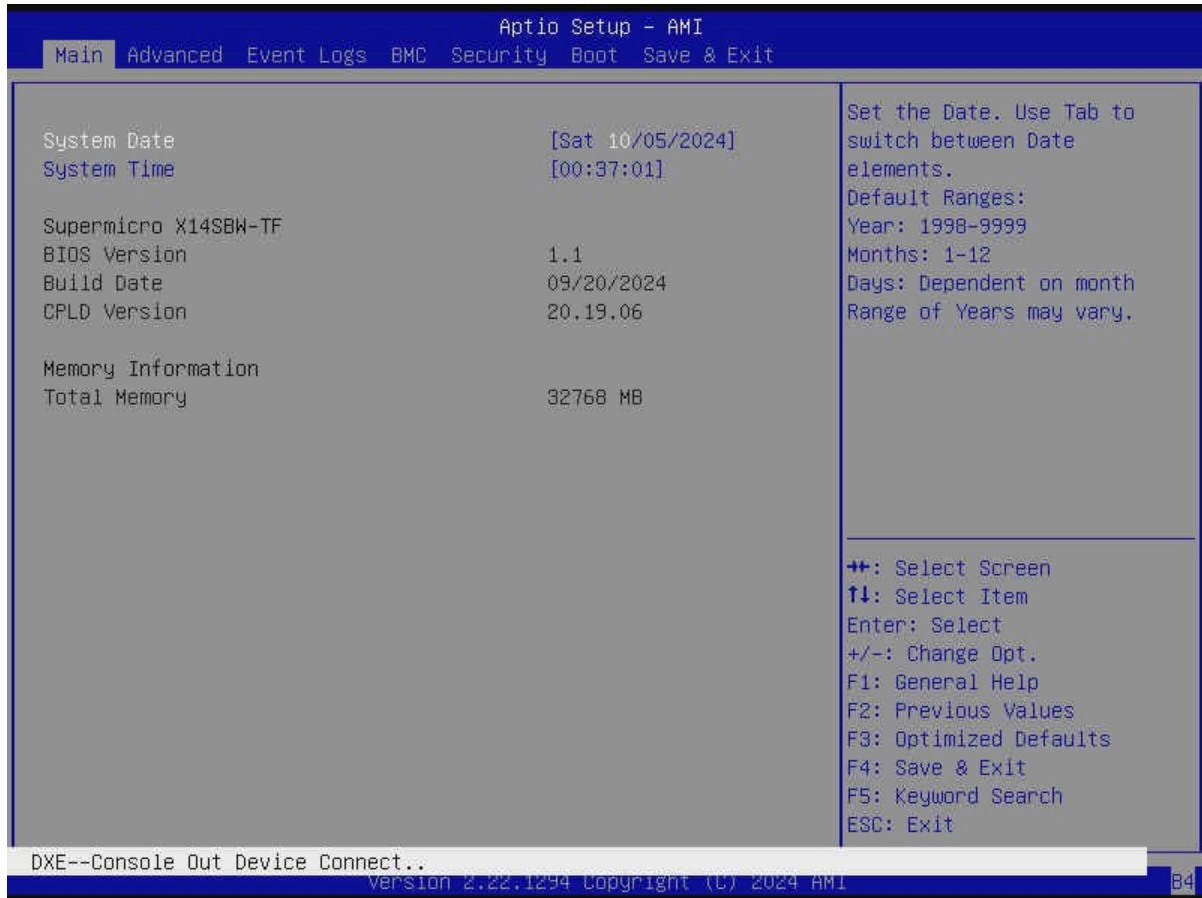 Aptio Setup – AMI
Main Advanced Event Logs BMC Security Boot Save & Exit
System Date [Sat 10/05/2024]
System Time [00:37:01]
Supermicro X14SBW-TF
BIOS Version 1.1
Build Date 09/20/2024
CPLD Version 20.19.06
Memory Information
Total Memory 32768 MB
Set the Date. Use Tab to
switch between Date
elements.
Default Ranges:
Year: 1998-9999
Months: 1-12
Days: Dependent on month
Range of Years may vary.
→←: Select Screen
↑↓: Select Item
Enter: Select
+/-: Change Opt.
F1: General Help
F2: Previous Values
F3: Optimized Defaults
F4: Save & Exit
F5: Keyword Search
ESC: Exit
DXE--Console Out Device Connect..
Version 2.22.1294 Copyright (C) 2024 AMI
B4